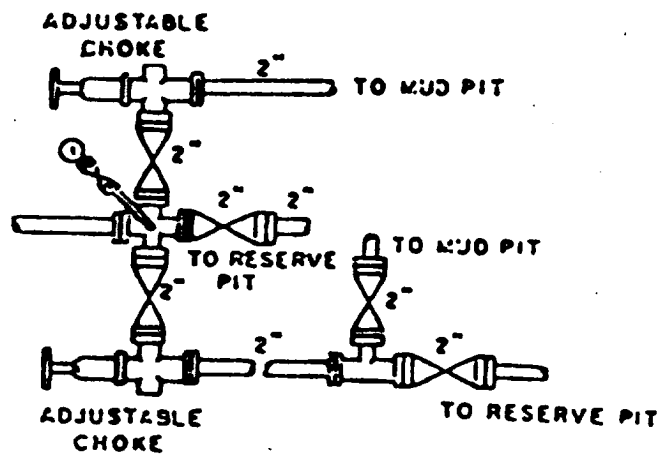 ADJUSTABLE
CHOKE
2"
TO MUD PIT
2"
2"
2"
TO RESERVE
PIT
TO MUD PIT
2"
2"
2"
2"
TO RESERVE PIT
ADJUSTABLE
CHOKE